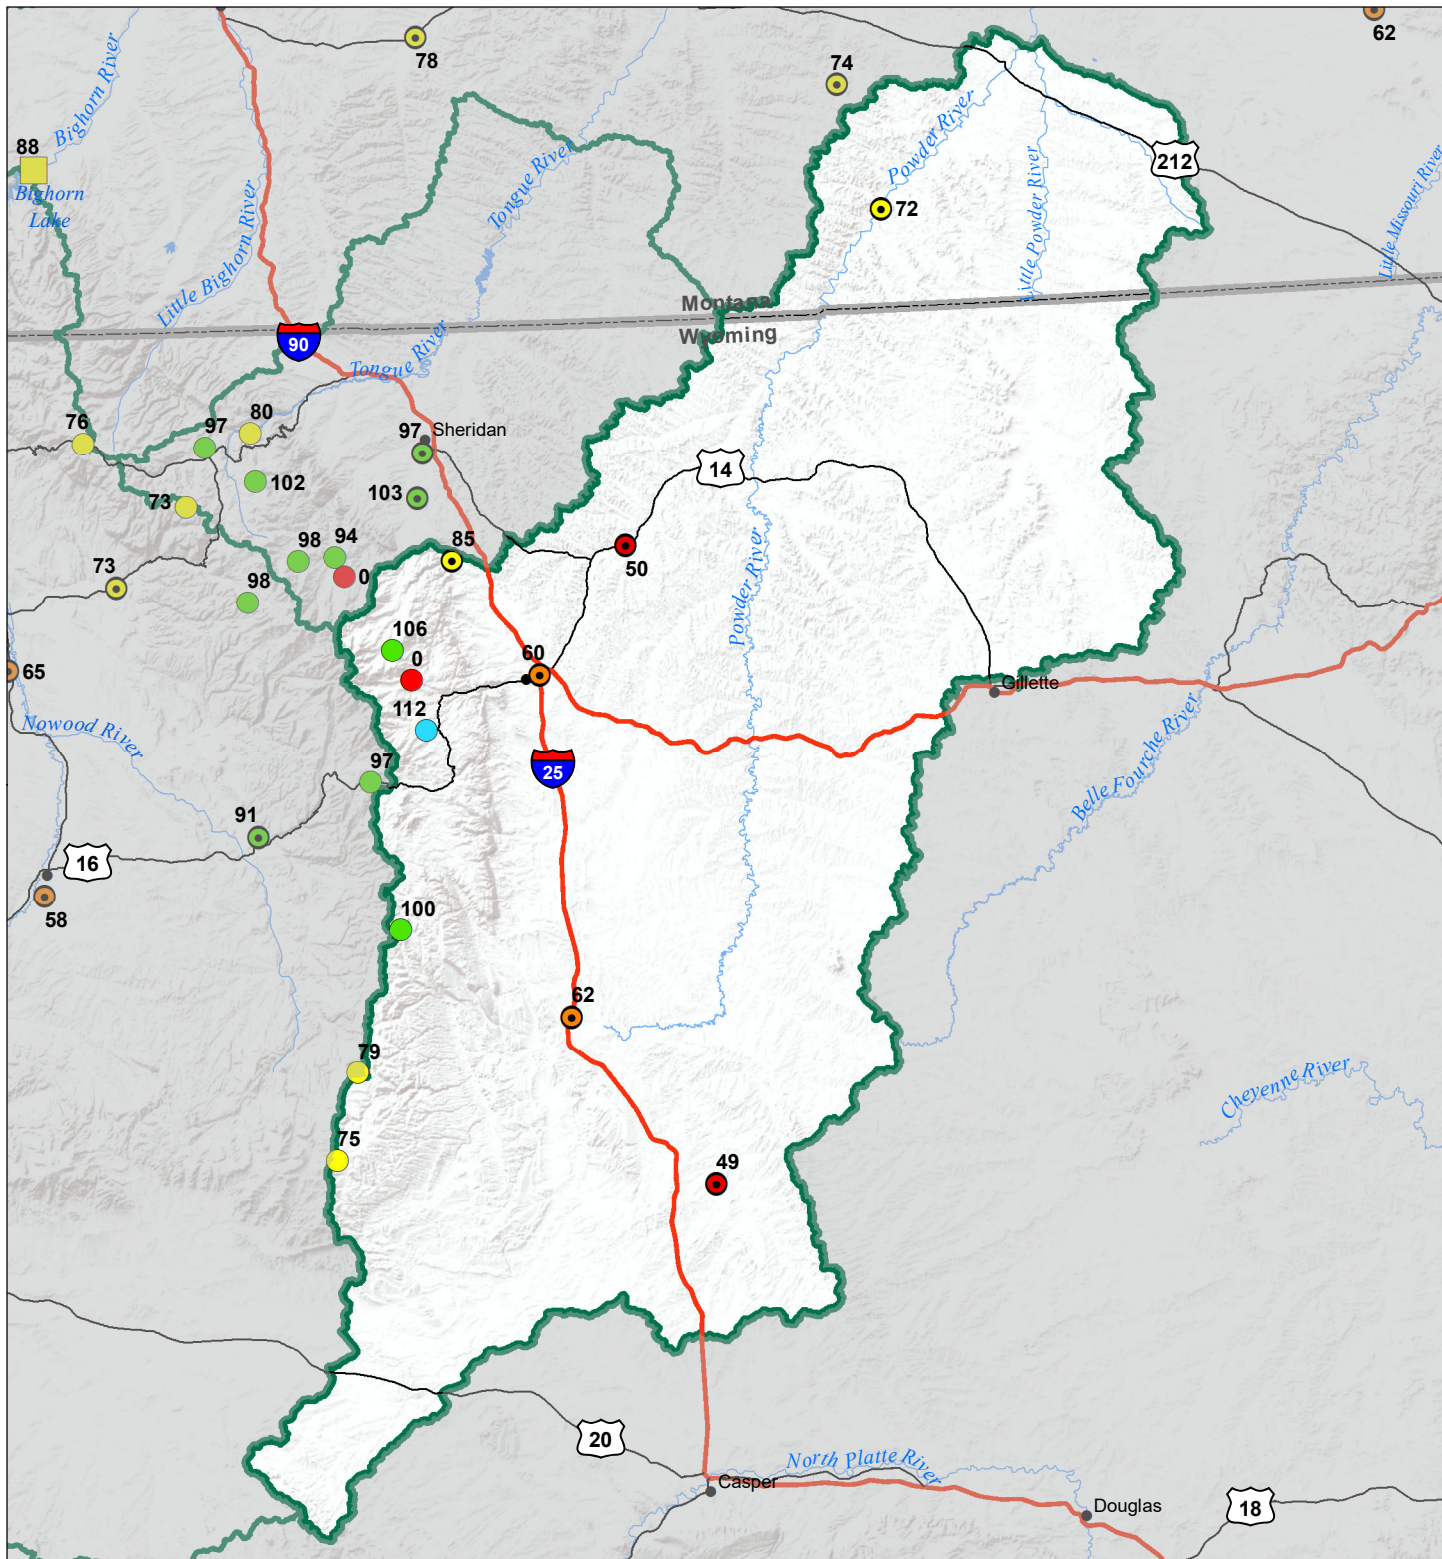 62
78
74
Bighorn River
88
Bighorn
Lake
Tongue River
Powder River
212
Little Powder River
Little Missouri River
72
Little Bighorn River
Montana
Wyoming
90
Tongue River
76
97
80
97
Sheridan
14
102
103
73
98
94
0
85
50
73
98
Powder River
106
0
60
65
Gillette
112
Nowood River
25
97
Belle Fourche River
91
16
58
100
62
79
Cheyenne River
75
49
20
North Platte River
Casper
Douglas
18